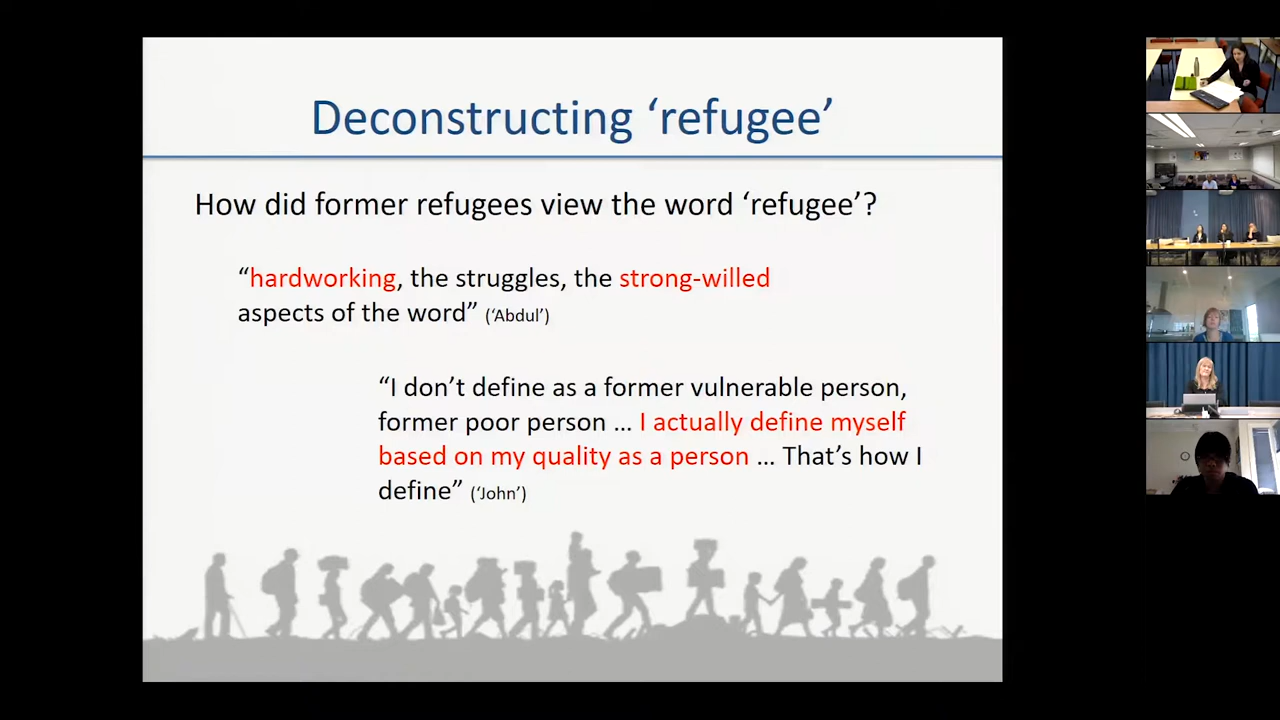 Deconstructing ‘refugee’
How did former refugees view the word ‘refugee’?
“hardworking, the struggles, the strong-willed
aspects of the word” (‘Abdul’)
“I don’t define as a former vulnerable person,
former poor person … I actually define myself
based on my quality as a person … That’s how I
define” (‘John’)